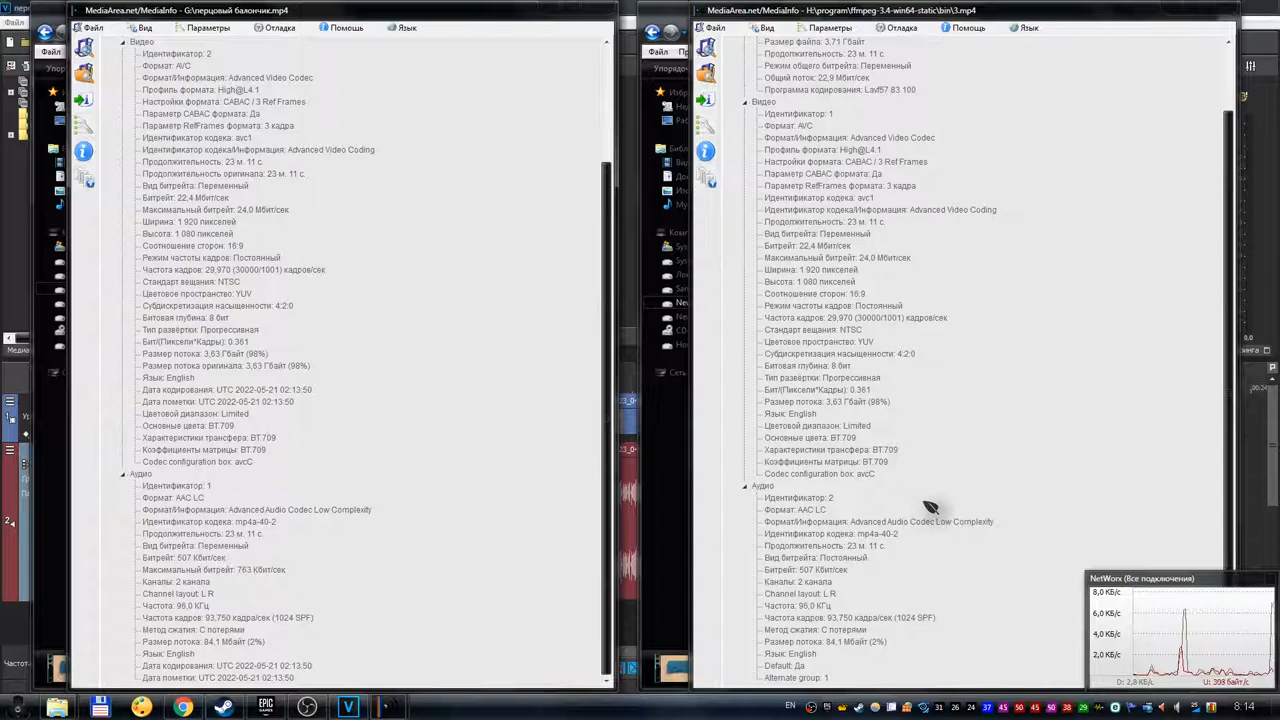 MediaArea.net/MediaInfo - G:\перцовый балончик.mp4
Файл
Вид
Параметры
Отладка
Помощь
Язык
Видео
Идентификатор: 2
Формат: AVC
Формат/Информация: Advanced Video Codec
Профиль формата: High@L4.1
Настройки формата: CABAC / 3 Ref Frames
Параметр CABAC формата: Да
Параметр RefFrames формата: 3 кадра
Идентификатор кодека: avc1
Идентификатор кодека/Информация: Advanced Video Coding
Продолжительность: 23 м. 11 с.
Продолжительность оригинала: 23 м. 11 с.
Вид битрейта: Переменный
Битрейт: 22,4 Мбит/сек
Максимальный битрейт: 24,0 Мбит/сек
Ширина: 1 920 пикселей
Высота: 1 080 пикселей
Соотношение сторон: 16:9
Режим частоты кадров: Постоянный
Частота кадров: 29,970 (30000/1001) кадров/сек
Стандарт вещания: NTSC
Цветовое пространство: YUV
Субдискретизация насыщенности: 4:2:0
Битовая глубина: 8 бит
Тип развёртки: Прогрессивная
Бит/(Пиксели*Кадры): 0.361
Размер потока: 3,63 Гбайт (98%)
Размер потока оригинала: 3,63 Гбайт (98%)
Язык: English
Дата кодирования: UTC 2022-05-21 02:13:50
Дата пометки: UTC 2022-05-21 02:13:50
Цветовой диапазон: Limited
Основные цвета: BT.709
Характеристики трансфера: BT.709
Коэффициенты матрицы: BT.709
Codec configuration box: avcC
Аудио
Идентификатор: 1
Формат: AAC LC
Формат/Информация: Advanced Audio Codec Low Complexity
Идентификатор кодека: mp4a-40-2
Продолжительность: 23 м. 11 с.
Вид битрейта: Переменный
Битрейт: 507 Кбит/сек
Максимальный битрейт: 763 Кбит/сек
Каналы: 2 канала
Channel layout: L R
Частота: 96,0 КГц
Частота кадров: 93,750 кадра/сек (1024 SPF)
Метод сжатия: С потерями
Размер потока: 84,1 Мбайт (2%)
Язык: English
Дата кодирования: UTC 2022-05-21 02:13:50
Дата пометки: UTC 2022-05-21 02:13:50
MediaArea.net/MediaInfo - H:\program\ffmpeg-3.4-win64-static\bin\3.mp4
Файл
Вид
Параметры
Отладка
Помощь
Язык
Размер файла: 3,71 Гбайт
Продолжительность: 23 м. 11 с.
Режим общего битрейта: Переменный
Общий поток: 22,9 Мбит/сек
Программа кодирования: Lavf57.83.100
Видео
Идентификатор: 1
Формат: AVC
Формат/Информация: Advanced Video Codec
Профиль формата: High@L4.1
Настройки формата: CABAC / 3 Ref Frames
Параметр CABAC формата: Да
Параметр RefFrames формата: 3 кадра
Идентификатор кодека: avc1
Идентификатор кодека/Информация: Advanced Video Coding
Продолжительность: 23 м. 11 с.
Вид битрейта: Переменный
Битрейт: 22,4 Мбит/сек
Максимальный битрейт: 24,0 Мбит/сек
Ширина: 1 920 пикселей
Высота: 1 080 пикселей
Соотношение сторон: 16:9
Режим частоты кадров: Постоянный
Частота кадров: 29,970 (30000/1001) кадров/сек
Стандарт вещания: NTSC
Цветовое пространство: YUV
Субдискретизация насыщенности: 4:2:0
Битовая глубина: 8 бит
Тип развёртки: Прогрессивная
Бит/(Пиксели*Кадры): 0.361
Размер потока: 3,63 Гбайт (98%)
Язык: English
Цветовой диапазон: Limited
Основные цвета: BT.709
Характеристики трансфера: BT.709
Коэффициенты матрицы: BT.709
Codec configuration box: avcC
Аудио
Идентификатор: 2
Формат: AAC LC
Формат/Информация: Advanced Audio Codec Low Complexity
Идентификатор кодека: mp4a-40-2
Продолжительность: 23 м. 11 с.
Вид битрейта: Постоянный
Битрейт: 507 Кбит/сек
Каналы: 2 канала
Channel layout: L R
Частота: 96,0 КГц
Частота кадров: 93,750 кадра/сек (1024 SPF)
Метод сжатия: С потерями
Размер потока: 84,1 Мбайт (2%)
Язык: English
Default: Да
Alternate group: 1
NetWorx (Все подключения)
8,0 КБ/с
6,0 КБ/с
4,0 КБ/с
2,0 КБ/с
D: 2,8 КБ/с
U: 303 байт/с
EN
31 26 24 37 45 50 45 50 38 29
25
8:14